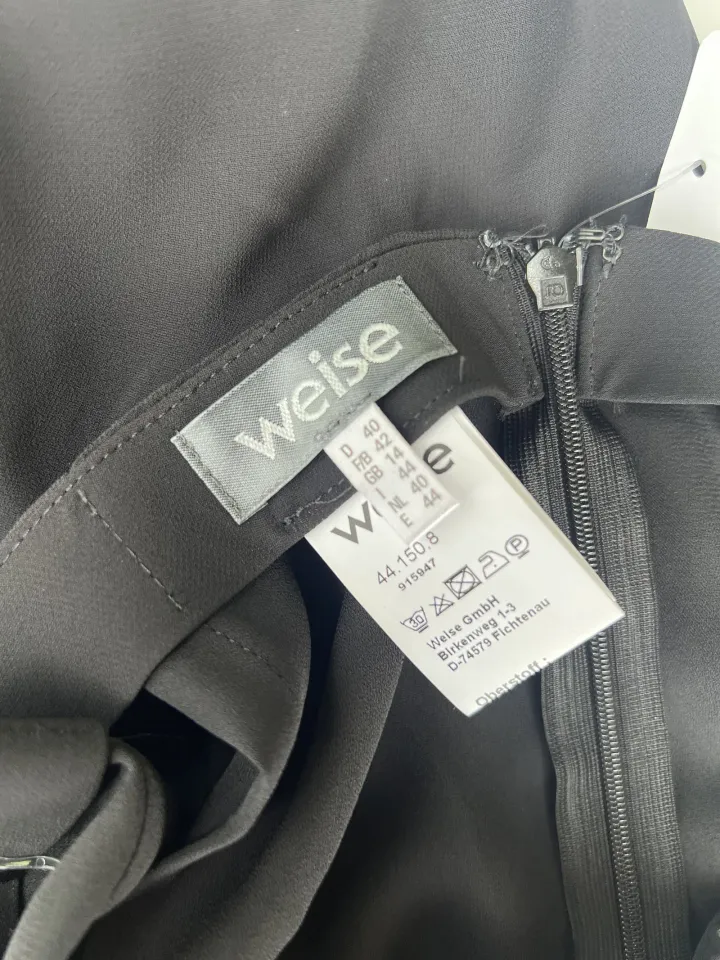 weise
D 40
F/B 42
GB 14
I 44
NL 40
E 44
44.150.8
915947
30 P
Weise GmbH
Birkenweg 1-3
D-74579 Fichtenau
Oberstoff :